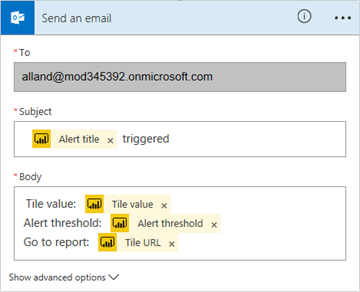 Send an email
* To
alland@mod345392.onmicrosoft.com
* Subject
Alert title × triggered
* Body
Tile value: Tile value ×
Alert threshold: Alert threshold ×
Go to report: Tile URL ×
Show advanced options